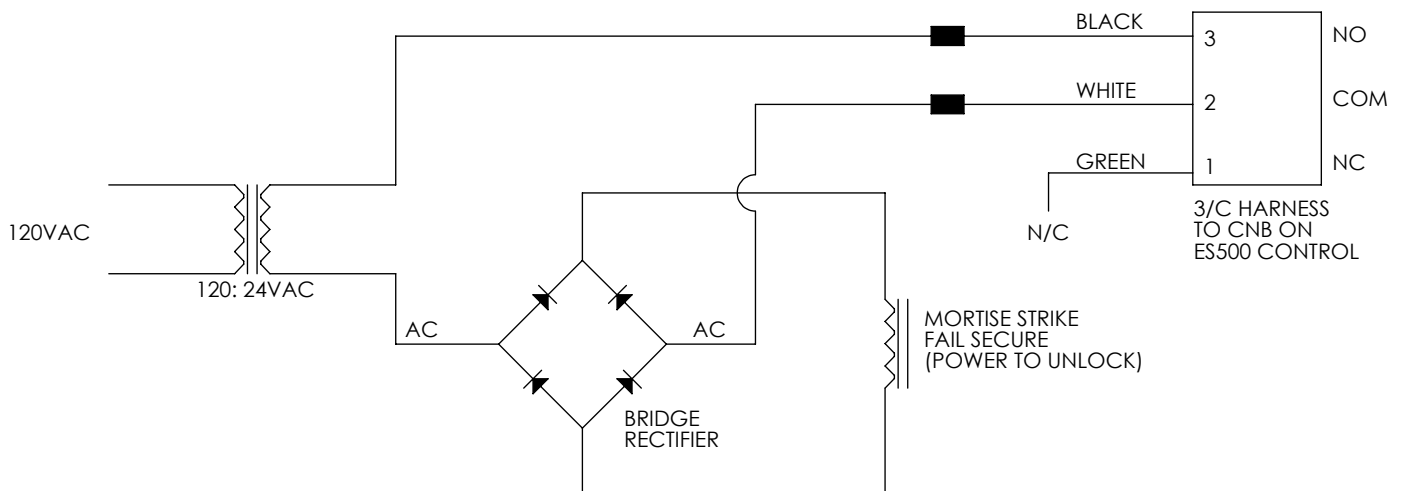 BLACK
3
NO
WHITE
2
COM
GREEN
1
NC
N/C
3/C HARNESS
TO CNB ON
ES500 CONTROL
120VAC
120: 24VAC
AC
AC
MORTISE STRIKE
FAIL SECURE
(POWER TO UNLOCK)
BRIDGE
RECTIFIER